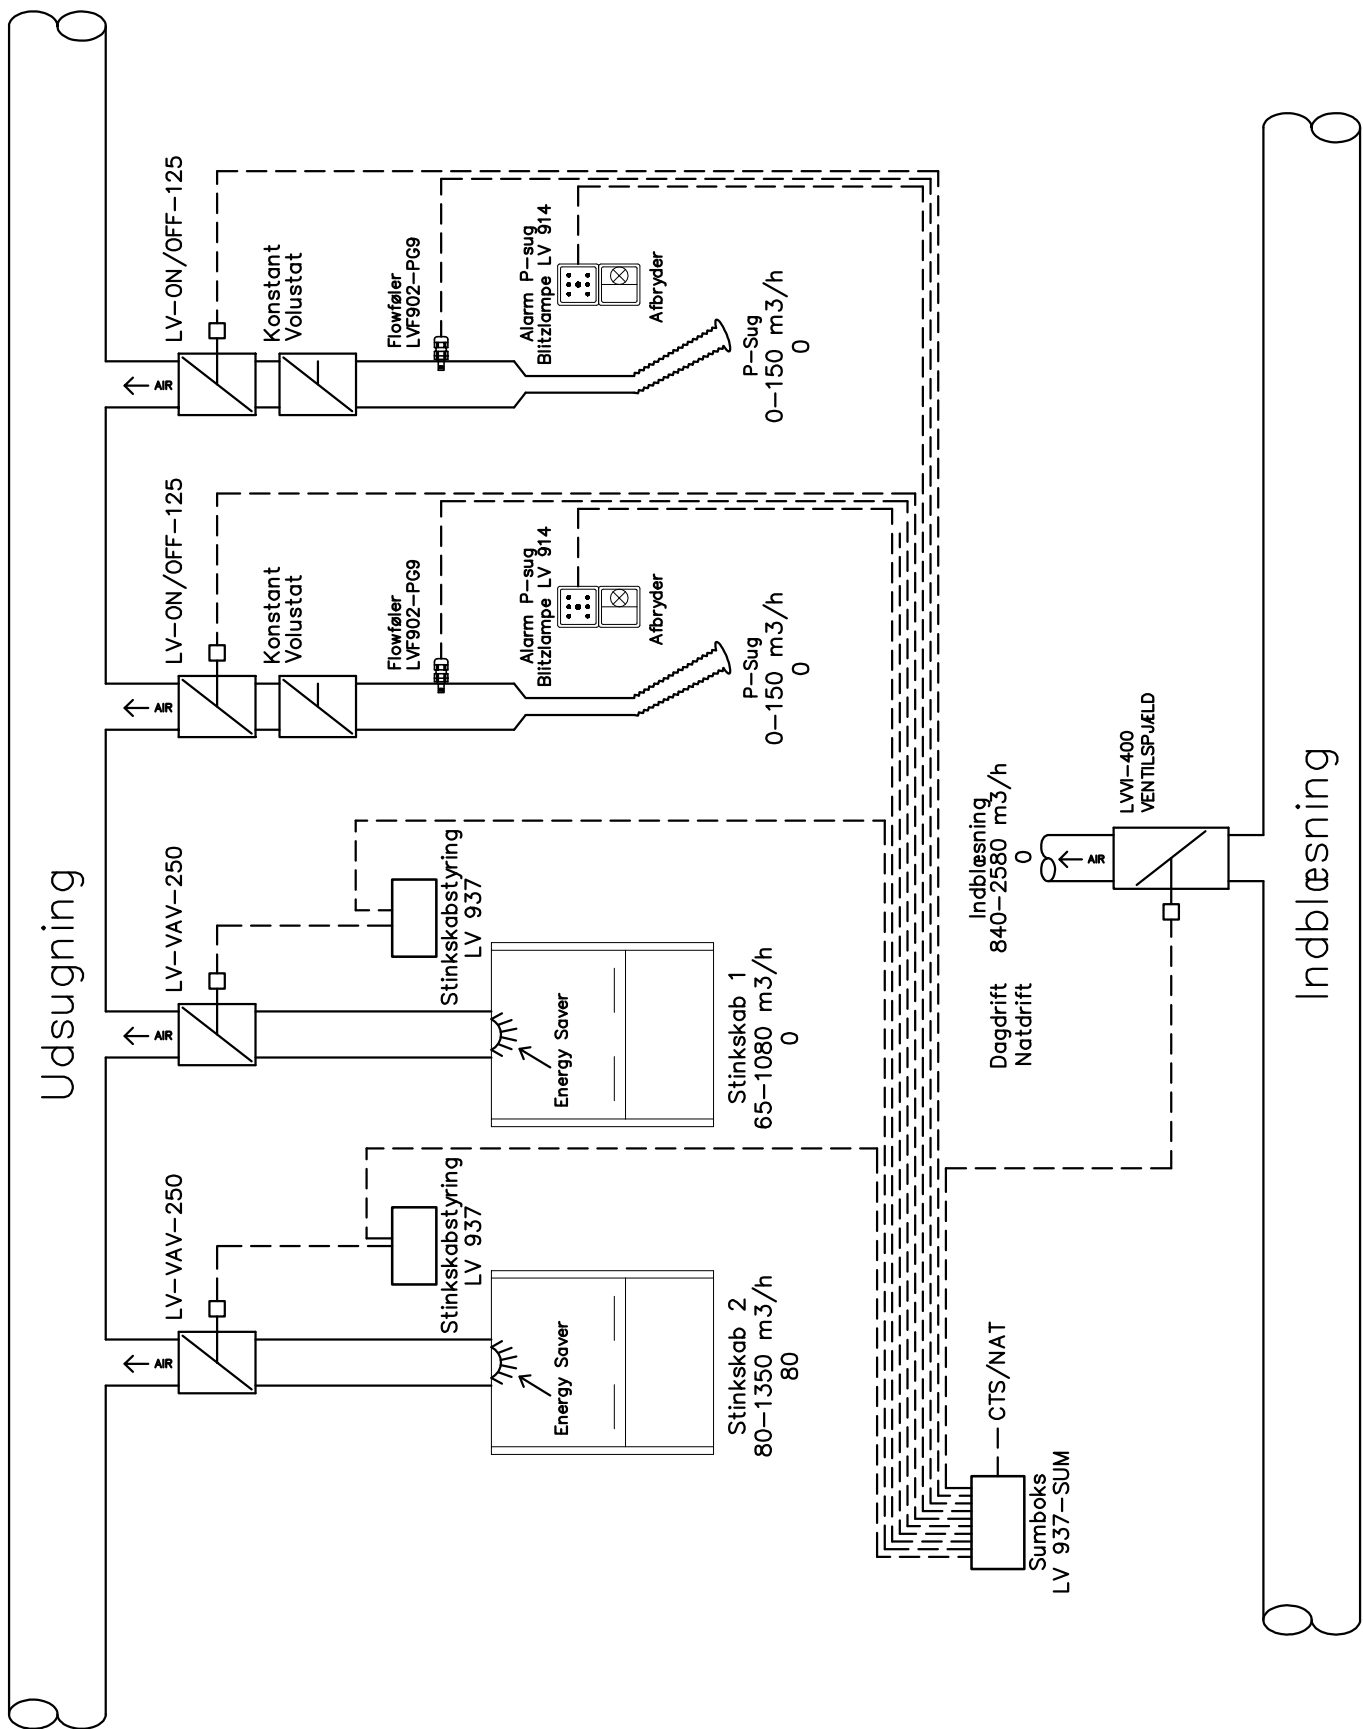 Udsugning
LV-VAV-250
LV-VAV-250
LV-ON/OFF-125
LV-ON/OFF-125
AIR
AIR
AIR
AIR
Konstant
Volustat
Konstant
Volustat
Stinkskabstyring
LV 937
Stinkskabstyring
LV 937
Flowføler
LVF902-PG9
Flowføler
LVF902-PG9
Energy Saver
Energy Saver
Alarm P-sug
Blitzlampe LV 914
Afbryder
Alarm P-sug
Blitzlampe LV 914
Afbryder
Stinkskab 2
80-1350 m3/h
80
Stinkskab 1
65-1080 m3/h
0
P-Sug
0-150 m3/h
0
P-Sug
0-150 m3/h
0
CTS/NAT
Sumboks
LV 937-SUM
Indblæsning
Dagdrift 840-2580 m3/h
Natdrift 0
AIR
LVVI-400
VENTILSPJÆLD
Indblæsning